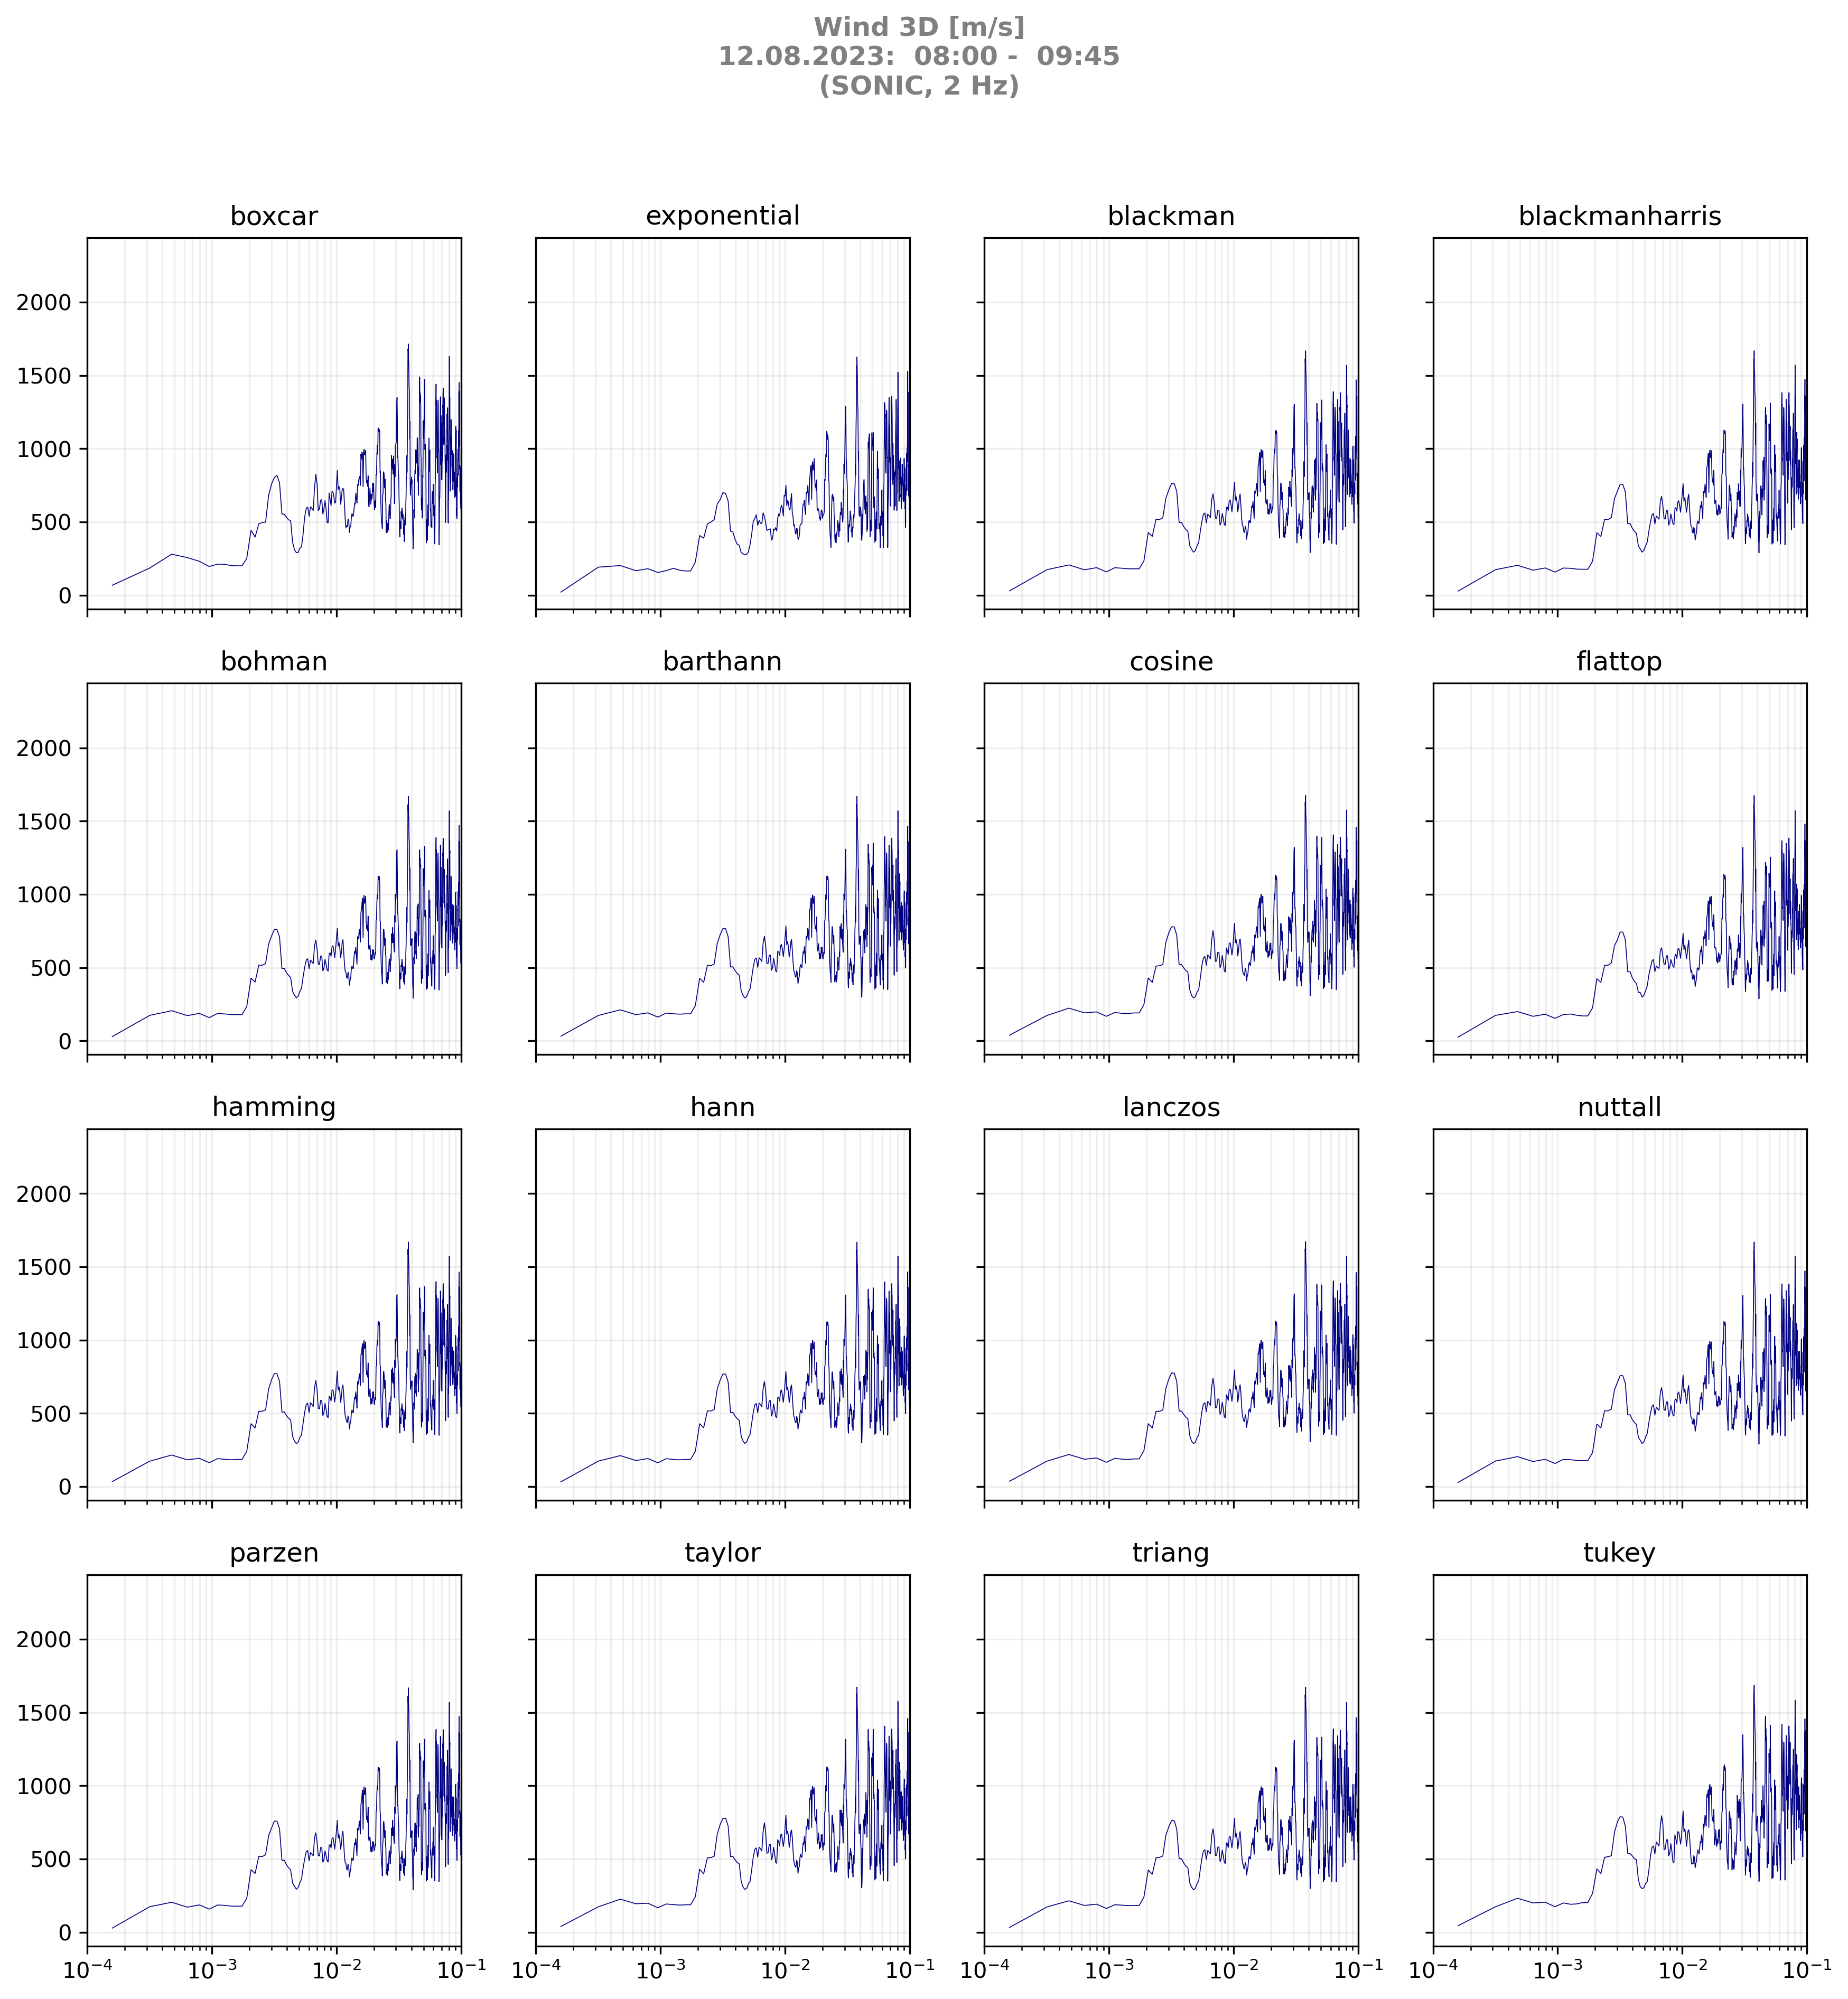 Wind 3D [m/s]
12.08.2023:  08:00 -  09:45
(SONIC, 2 Hz)
boxcar
exponential
blackman
blackmanharris
2000
1500
1000
500
0
bohman
barthann
cosine
flattop
2000
1500
1000
500
0
hamming
hann
lanczos
nuttall
2000
1500
1000
500
0
parzen
taylor
triang
tukey
2000
1500
1000
500
0
10⁻⁴ 10⁻³ 10⁻² 10⁻¹
10⁻⁴ 10⁻³ 10⁻² 10⁻¹
10⁻⁴ 10⁻³ 10⁻² 10⁻¹
10⁻⁴ 10⁻³ 10⁻² 10⁻¹